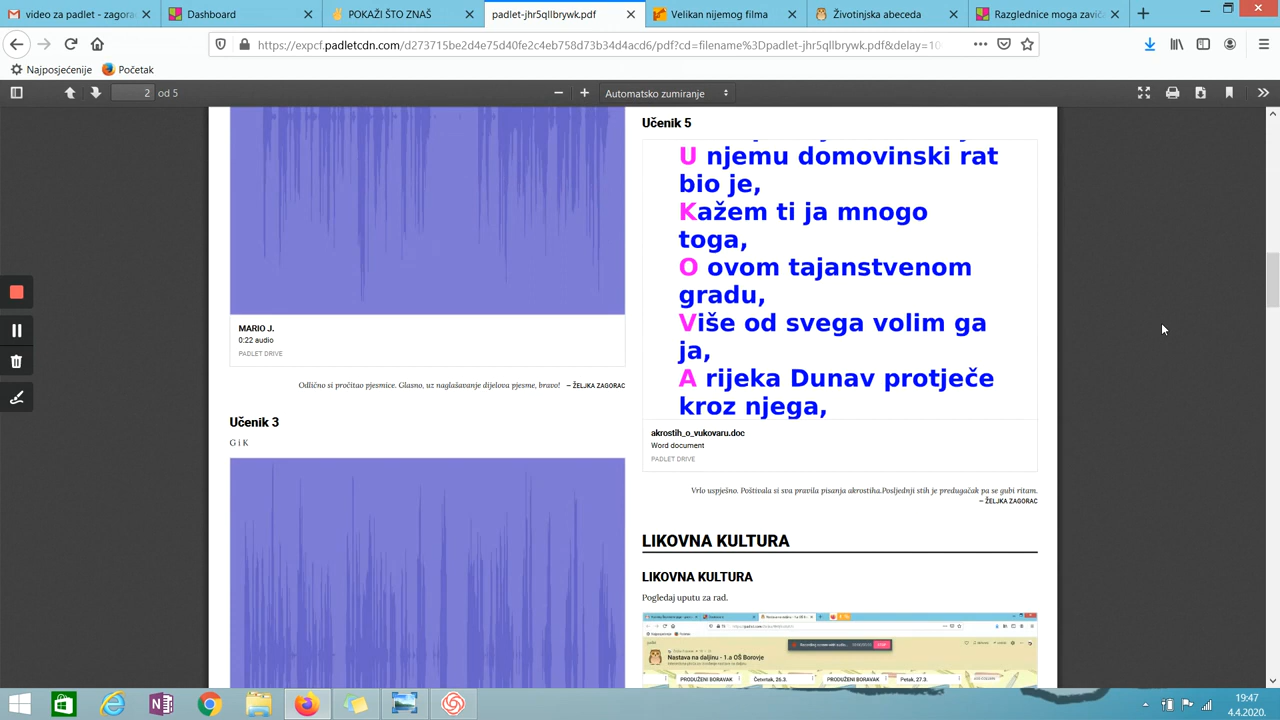 video za padlet - zagora
Dashboard
POKAŽI ŠTO ZNAŠ
padlet-jhr5qllbrywk.pdf
Velikan nijemog filma
Životinjska abeceda
Razglednice moga zaviča
https://expcf.padletcdn.com/d273715be2d4e75d40fe2c4eb758d73b34d4acd6/pdf?cd=filename%3Dpadlet-jhr5qllbrywk.pdf&delay=10
Najposjećenije
Početak
2 od 5
Automatsko zumiranje
MARIO J.
0:22 audio
PADLET DRIVE
Odlično si pročitao pjesmice. Glasno, uz naglašavanje dijelova pjesme, bravo! — ŽELJKA ZAGORAC
Učenik 3
G i K
Učenik 5
U njemu domovinski rat
bio je,
Kažem ti ja mnogo
toga,
O ovom tajanstvenom
gradu,
Više od svega volim ga
ja,
A rijeka Dunav protječe
kroz njega,
akrostih_o_vukovaru.doc
Word document
PADLET DRIVE
Vrlo uspješno. Poštivala si sva pravila pisanja akrostiha.Posljednji stih je predugačak pa se gubi ritam.
— ŽELJKA ZAGORAC
LIKOVNA KULTURA
LIKOVNA KULTURA
Pogledaj uputu za rad.
Nastava na daljinu - 1.a OŠ Borovje
PRODUŽENI BORAVAK
Četvrtak, 26.3.
PRODUŽENI BORAVAK
Petak, 27.3.
19:47
4.4.2020.